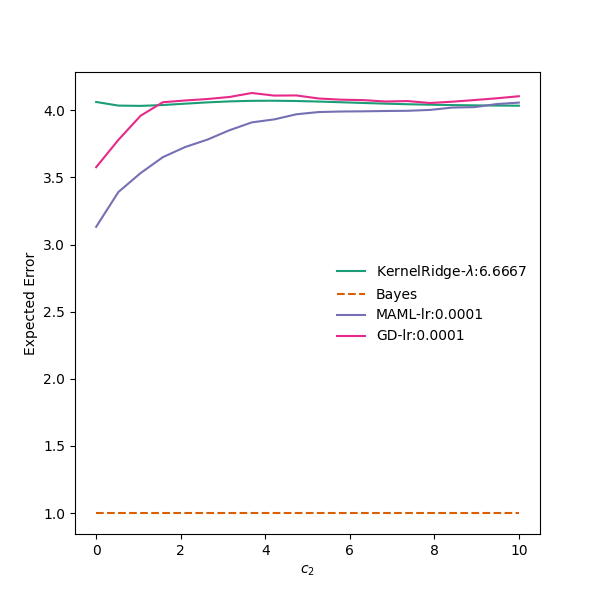 4.0
3.5
3.0
2.5
2.0
1.5
1.0
Expected Error
KernelRidge-λ:6.6667
Bayes
MAML-lr:0.0001
GD-lr:0.0001
0 2 4 6 8 10
c₂